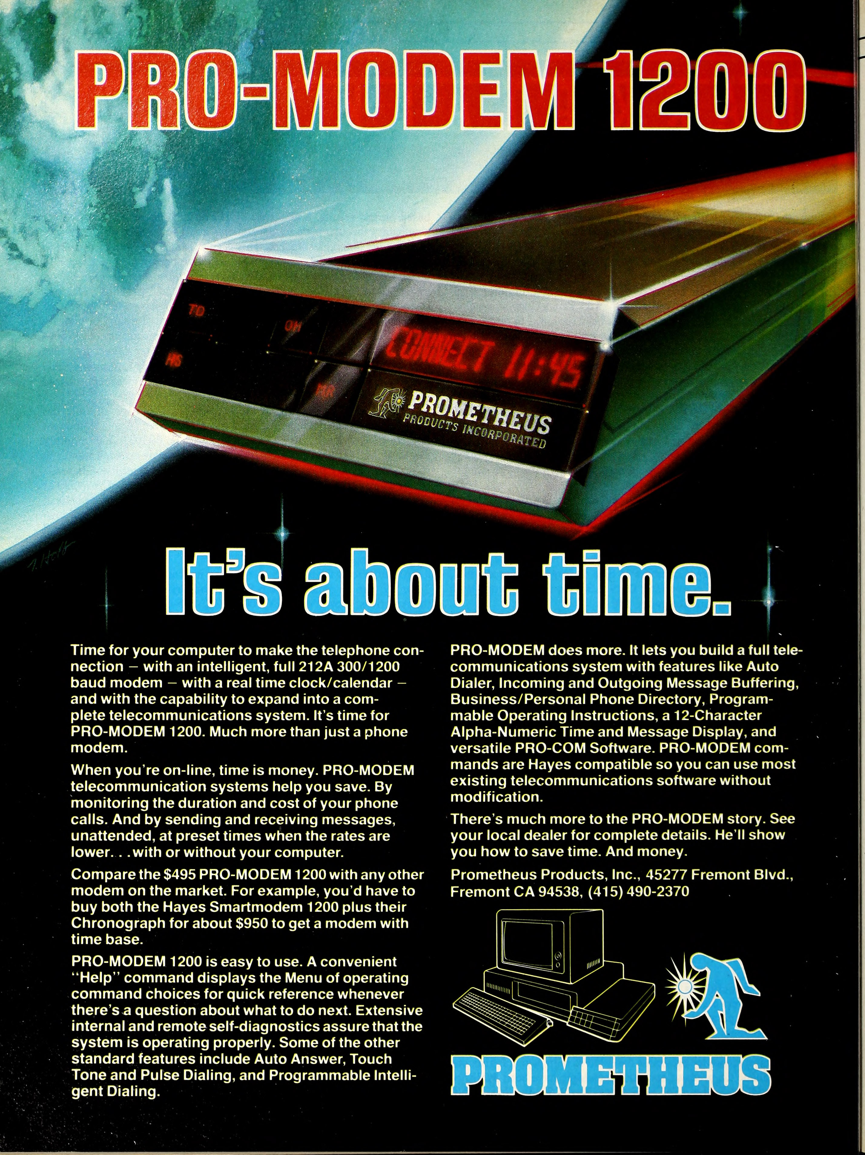 PRO-MODEM 1200
TD
OH
HS
MR
CONNECT 11:45
PROMETHEUS
PRODUCTS INCORPORATED
It's about time.
Time for your computer to make the telephone con-
nection — with an intelligent, full 212A 300/1200
baud modem — with a real time clock/calendar —
and with the capability to expand into a com-
plete telecommunications system. It's time for
PRO-MODEM 1200. Much more than just a phone
modem.
When you're on-line, time is money. PRO-MODEM
telecommunication systems help you save. By
monitoring the duration and cost of your phone
calls. And by sending and receiving messages,
unattended, at preset times when the rates are
lower. . .with or without your computer.
Compare the $495 PRO-MODEM 1200 with any other
modem on the market. For example, you'd have to
buy both the Hayes Smartmodem 1200 plus their
Chronograph for about $950 to get a modem with
time base.
PRO-MODEM 1200 is easy to use. A convenient
"Help" command displays the Menu of operating
command choices for quick reference whenever
there's a question about what to do next. Extensive
internal and remote self-diagnostics assure that the
system is operating properly. Some of the other
standard features include Auto Answer, Touch
Tone and Pulse Dialing, and Programmable Intelli-
gent Dialing.
PRO-MODEM does more. It lets you build a full tele-
communications system with features like Auto
Dialer, Incoming and Outgoing Message Buffering,
Business/Personal Phone Directory, Program-
mable Operating Instructions, a 12-Character
Alpha-Numeric Time and Message Display, and
versatile PRO-COM Software. PRO-MODEM com-
mands are Hayes compatible so you can use most
existing telecommunications software without
modification.
There's much more to the PRO-MODEM story. See
your local dealer for complete details. He'll show
you how to save time. And money.
Prometheus Products, Inc., 45277 Fremont Blvd.,
Fremont CA 94538, (415) 490-2370
PROMETHEUS